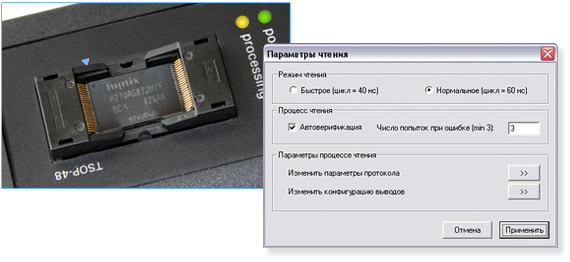 processing
po
hynix
TSOP-48
Параметры чтения
Режим чтения
Быстрое (цикл = 40 нс)
Нормальное (цикл = 60 нс)
Процесс чтения
Автоверификация
Число попыток при ошибке (min 3):
3
Параметры процессе чтения
Изменить параметры протокола
>>
Изменить конфигурацию выводов
>>
Отмена
Применить